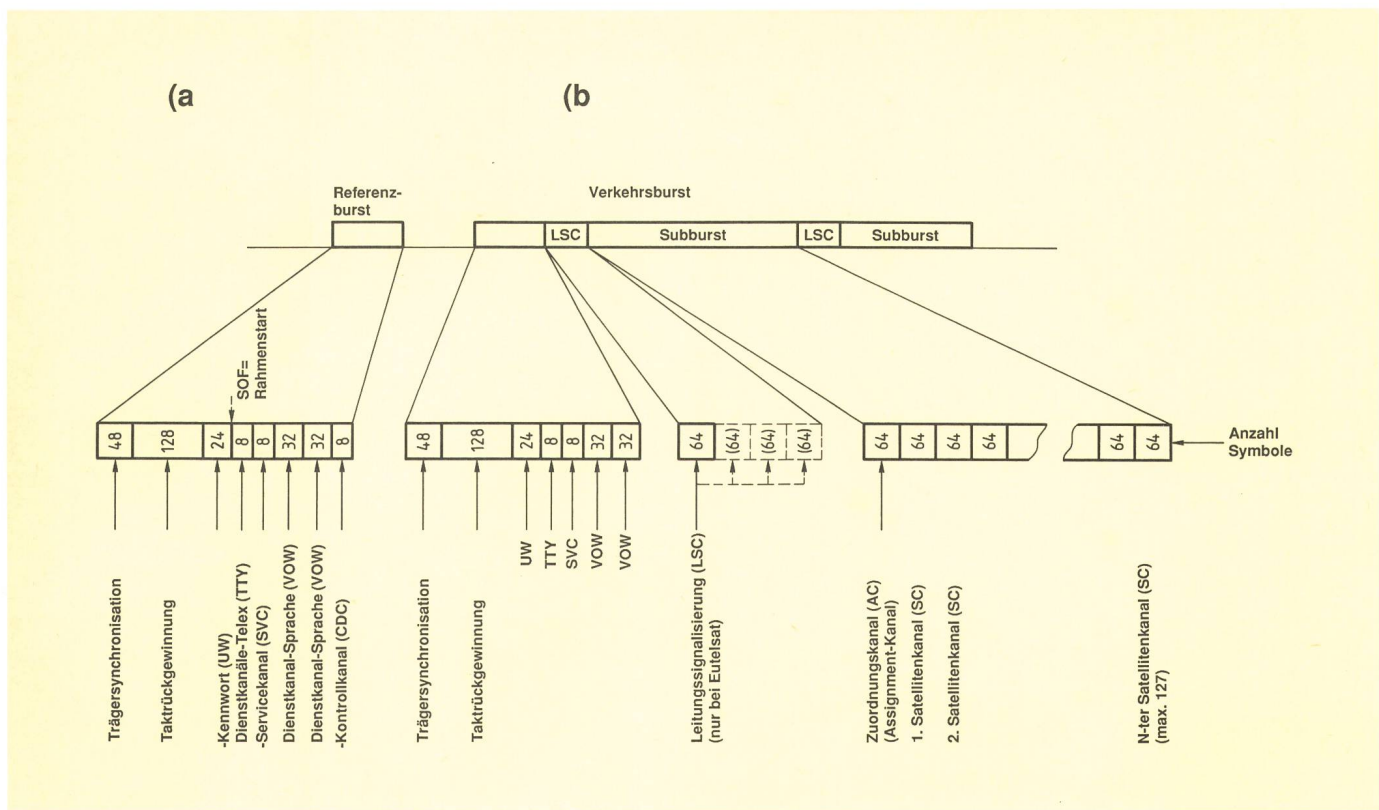 (a
(b
Referenz-
burst
Verkehrsburst
LSC
Subburst
LSC
Subburst
SOF=
Rahmenstart
48
128
24
8
8
32
32
8
48
128
24
8
8
32
32
64
(64)
(64)
(64)
64
64
64
64
64
64
Anzahl
Symbole
Trägersynchronisation
Taktrückgewinnung
-Kennwort (UW)
Dienstkanäle-Telex (TTY)
-Servicekanal (SVC)
Dienstkanal-Sprache (VOW)
Dienstkanal-Sprache (VOW)
-Kontrollkanal (CDC)
Trägersynchronisation
Taktrückgewinnung
UW
TTY
SVC
VOW
VOW
Leitungssignalisierung (LSC)
(nur bei Eutelsat)
Zuordnungskanal (AC)
(Assignment-Kanal)
1. Satellitenkanal (SC)
2. Satellitenkanal (SC)
N-ter Satellitenkanal (SC)
(max. 127)